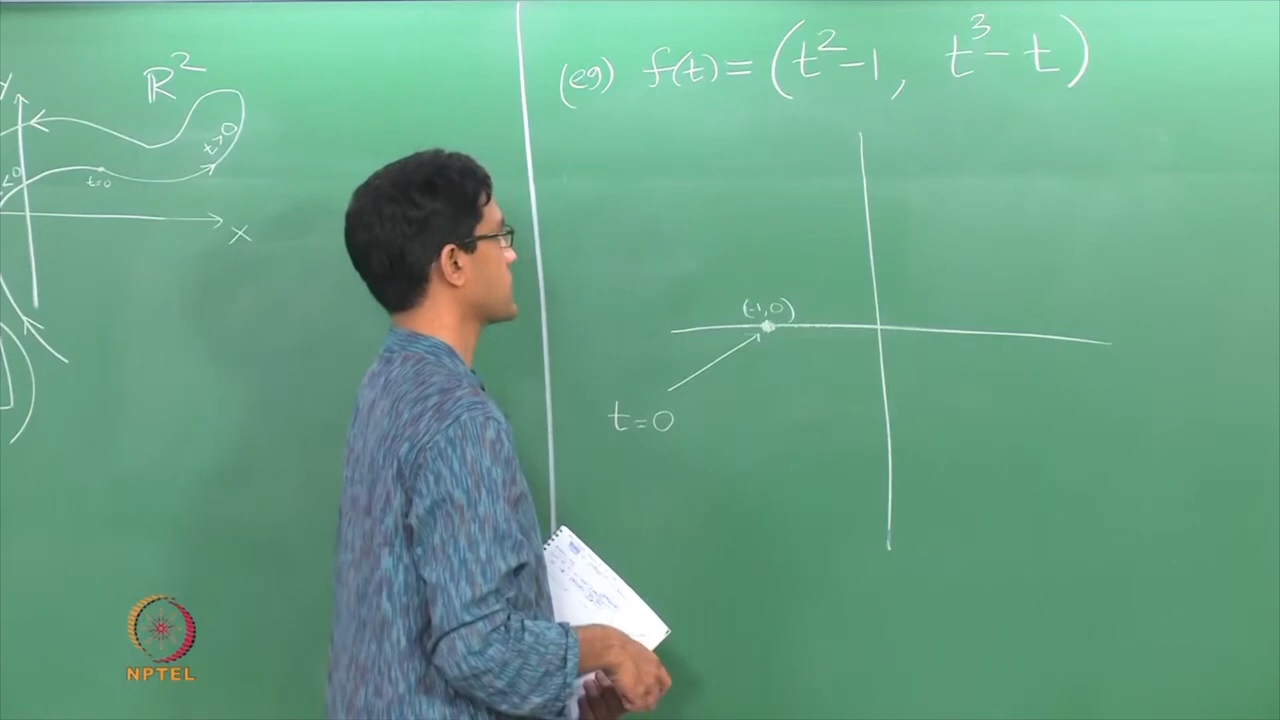 y
R²
t>0
<0
t=0
x
(eg) f(t) = (t² - 1, t³ - t)
(-1,0)
t=0
NPTEL